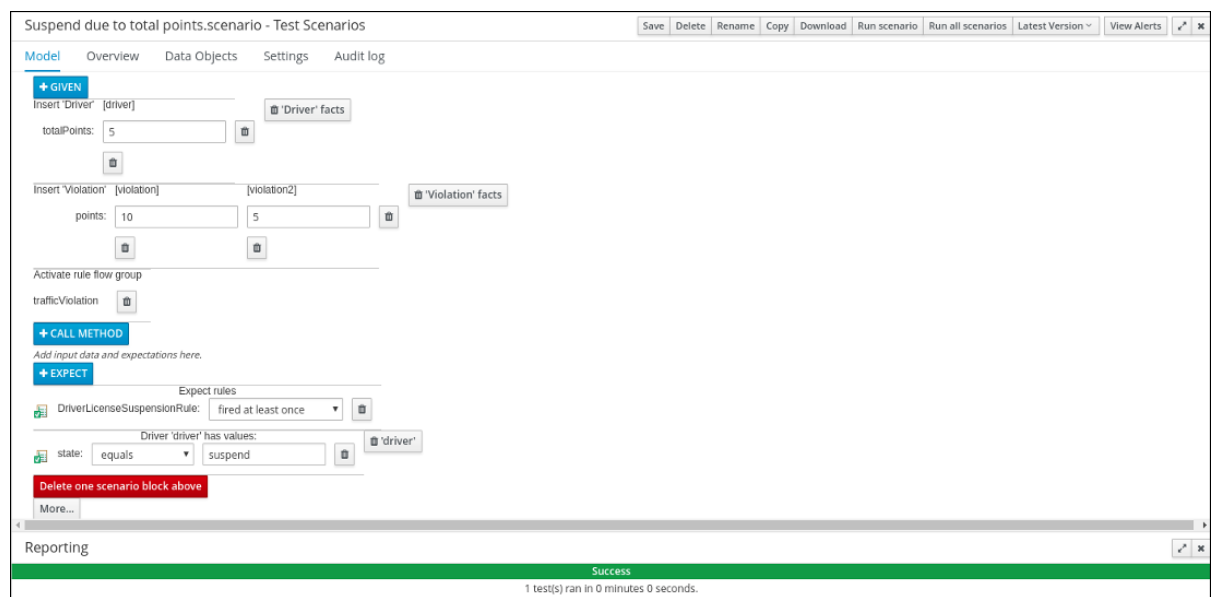 Suspend due to total points.scenario - Test Scenarios
Save Delete Rename Copy Download Run scenario Run all scenarios Latest Version View Alerts
Model Overview Data Objects Settings Audit log
+ GIVEN
Insert 'Driver' [driver] 'Driver' facts
totalPoints: 5
Insert 'Violation' [violation] [violation2] 'Violation' facts
points: 10 5
Activate rule flow group
trafficViolation
+ CALL METHOD
Add input data and expectations here.
+ EXPECT
Expect rules
DriverLicenseSuspensionRule: fired at least once
Driver 'driver' has values: 'driver'
state: equals suspend
Delete one scenario block above
More...
Reporting
Success
1 test(s) ran in 0 minutes 0 seconds.